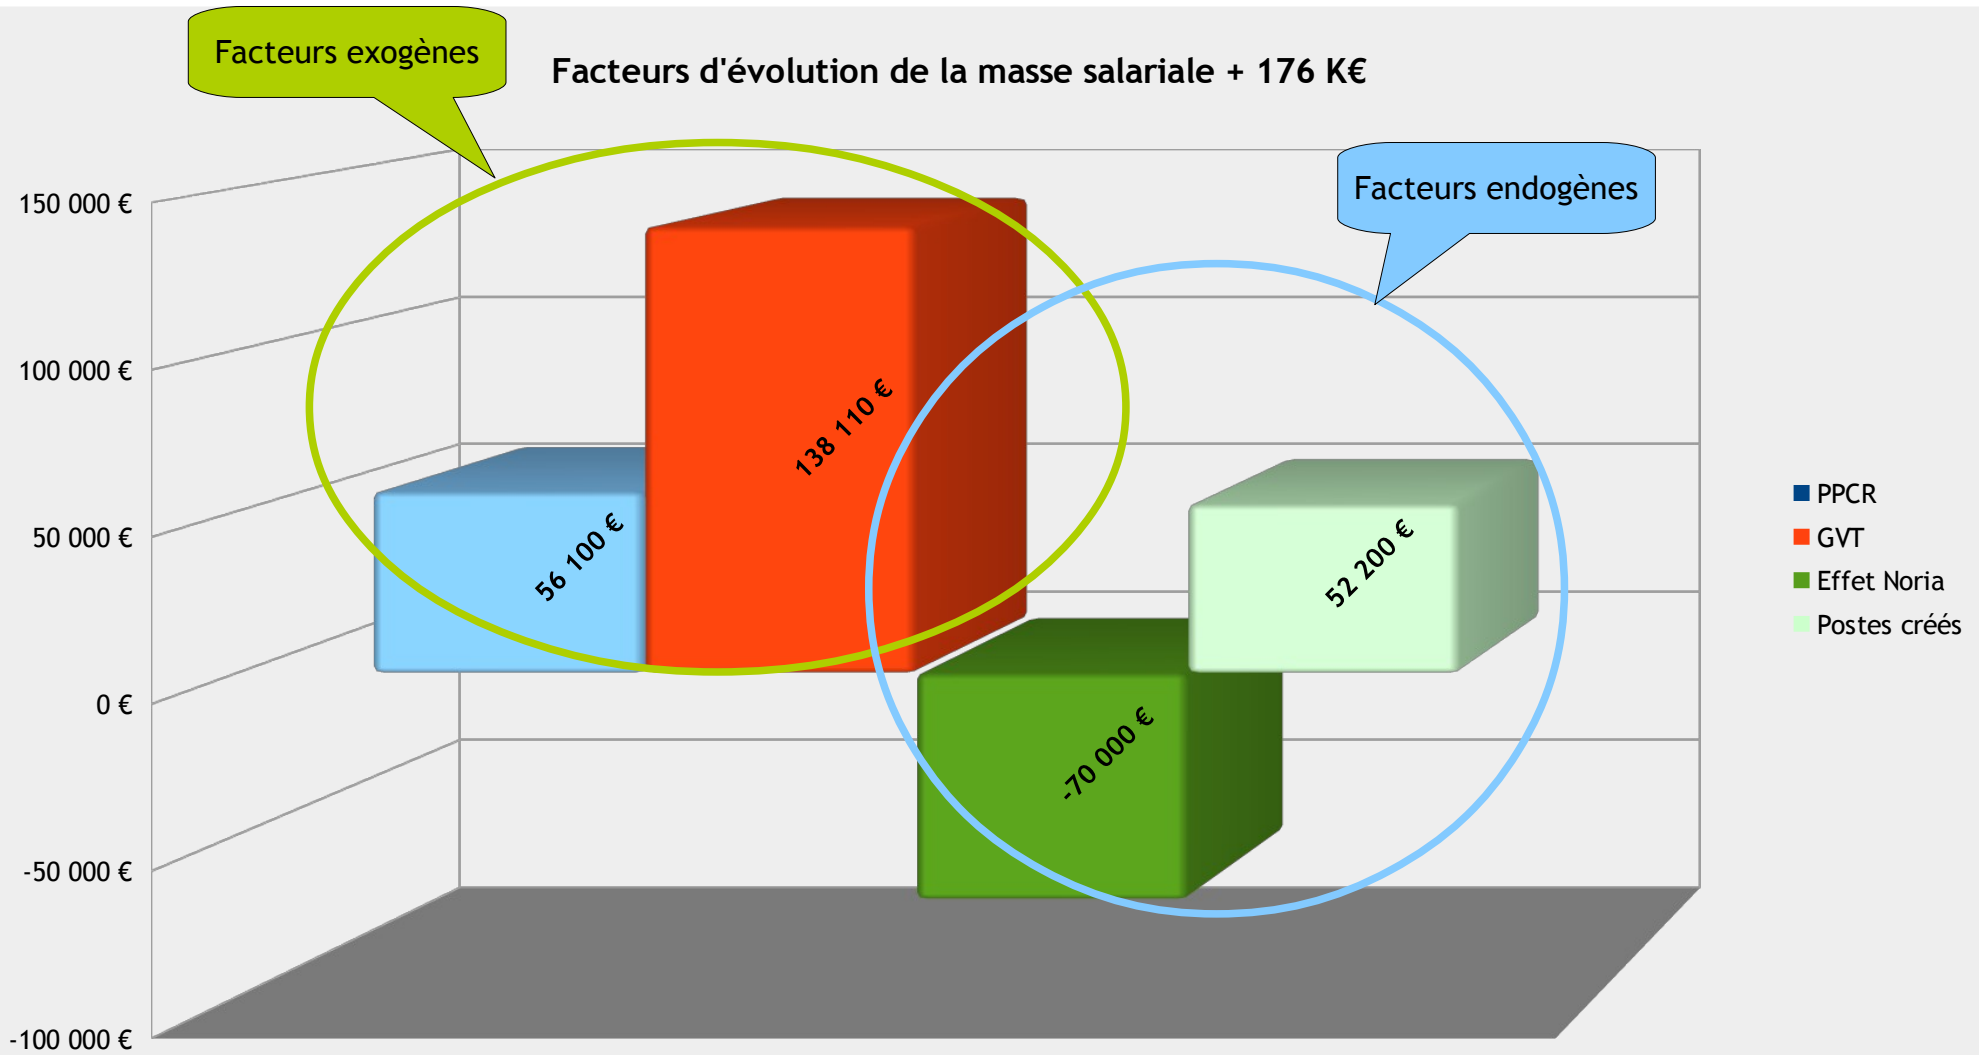 Facteurs exogènes
Facteurs d'évolution de la masse salariale + 176 K€
Facteurs endogènes
150 000 €
100 000 €
50 000 €
0 €
-50 000 €
-100 000 €
56 100 €
138 110 €
-70 000 €
52 200 €
PPCR
GVT
Effet Noria
Postes créés